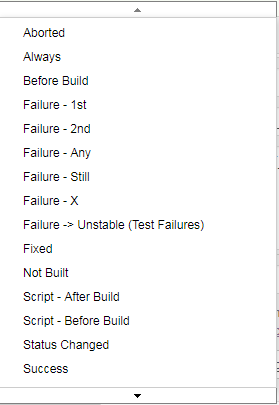 Aborted
Always
Before Build
Failure - 1st
Failure - 2nd
Failure - Any
Failure - Still
Failure - X
Failure -> Unstable (Test Failures)
Fixed
Not Built
Script - After Build
Script - Before Build
Status Changed
Success